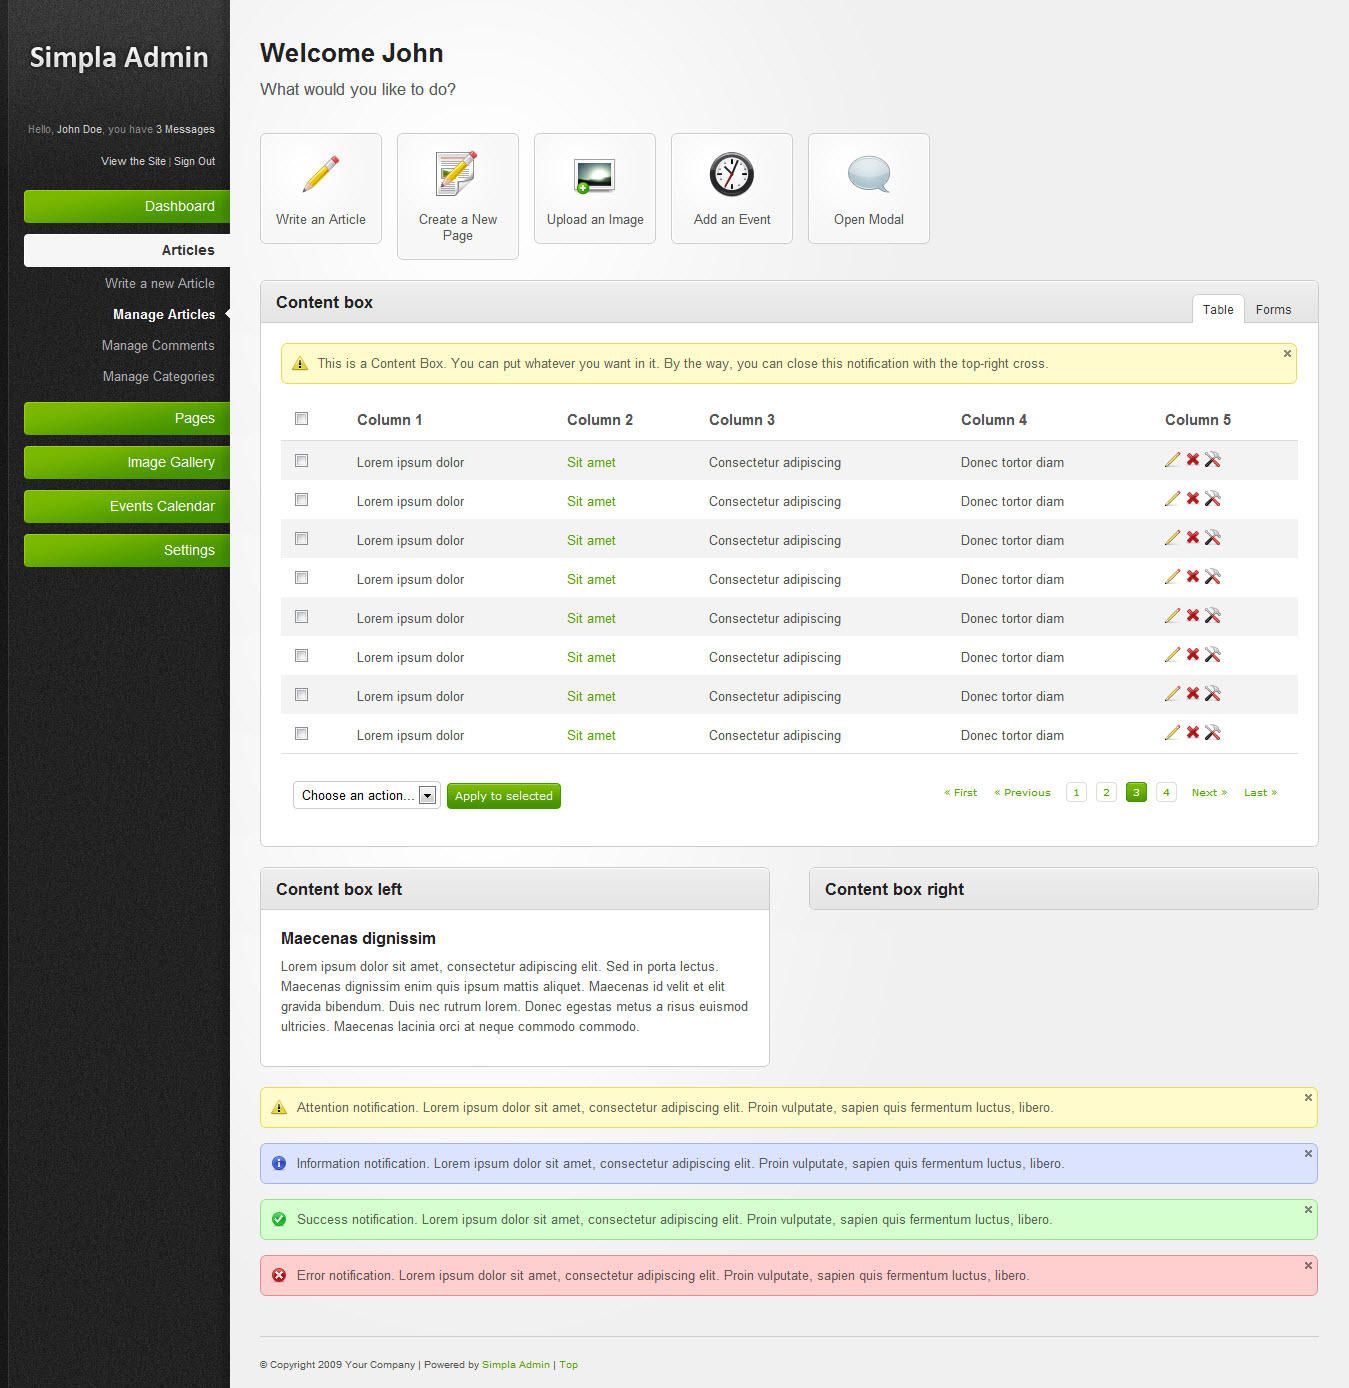 Simpla Admin
Hello, John Doe, you have 3 Messages
View the Site | Sign Out
Dashboard
Articles
Write a new Article
Manage Articles
Manage Comments
Manage Categories
Pages
Image Gallery
Events Calendar
Settings
Welcome John
What would you like to do?
Write an Article
Create a New
Page
Upload an Image
Add an Event
Open Modal
Content box
Table Forms
This is a Content Box. You can put whatever you want in it. By the way, you can close this notification with the top-right cross.
Column 1 Column 2 Column 3 Column 4 Column 5
Lorem ipsum dolor Sit amet Consectetur adipiscing Donec tortor diam
Lorem ipsum dolor Sit amet Consectetur adipiscing Donec tortor diam
Lorem ipsum dolor Sit amet Consectetur adipiscing Donec tortor diam
Lorem ipsum dolor Sit amet Consectetur adipiscing Donec tortor diam
Lorem ipsum dolor Sit amet Consectetur adipiscing Donec tortor diam
Lorem ipsum dolor Sit amet Consectetur adipiscing Donec tortor diam
Lorem ipsum dolor Sit amet Consectetur adipiscing Donec tortor diam
Lorem ipsum dolor Sit amet Consectetur adipiscing Donec tortor diam
Choose an action... Apply to selected « First « Previous 1 2 3 4 Next » Last »
Content box left
Maecenas dignissim
Lorem ipsum dolor sit amet, consectetur adipiscing elit. Sed in porta lectus.
Maecenas dignissim enim quis ipsum mattis aliquet. Maecenas id velit et elit
gravida bibendum. Duis nec rutrum lorem. Donec egestas metus a risus euismod
ultricies. Maecenas lacinia orci at neque commodo commodo.
Content box right
Attention notification. Lorem ipsum dolor sit amet, consectetur adipiscing elit. Proin vulputate, sapien quis fermentum luctus, libero.
Information notification. Lorem ipsum dolor sit amet, consectetur adipiscing elit. Proin vulputate, sapien quis fermentum luctus, libero.
Success notification. Lorem ipsum dolor sit amet, consectetur adipiscing elit. Proin vulputate, sapien quis fermentum luctus, libero.
Error notification. Lorem ipsum dolor sit amet, consectetur adipiscing elit. Proin vulputate, sapien quis fermentum luctus, libero.
© Copyright 2009 Your Company | Powered by Simpla Admin | Top